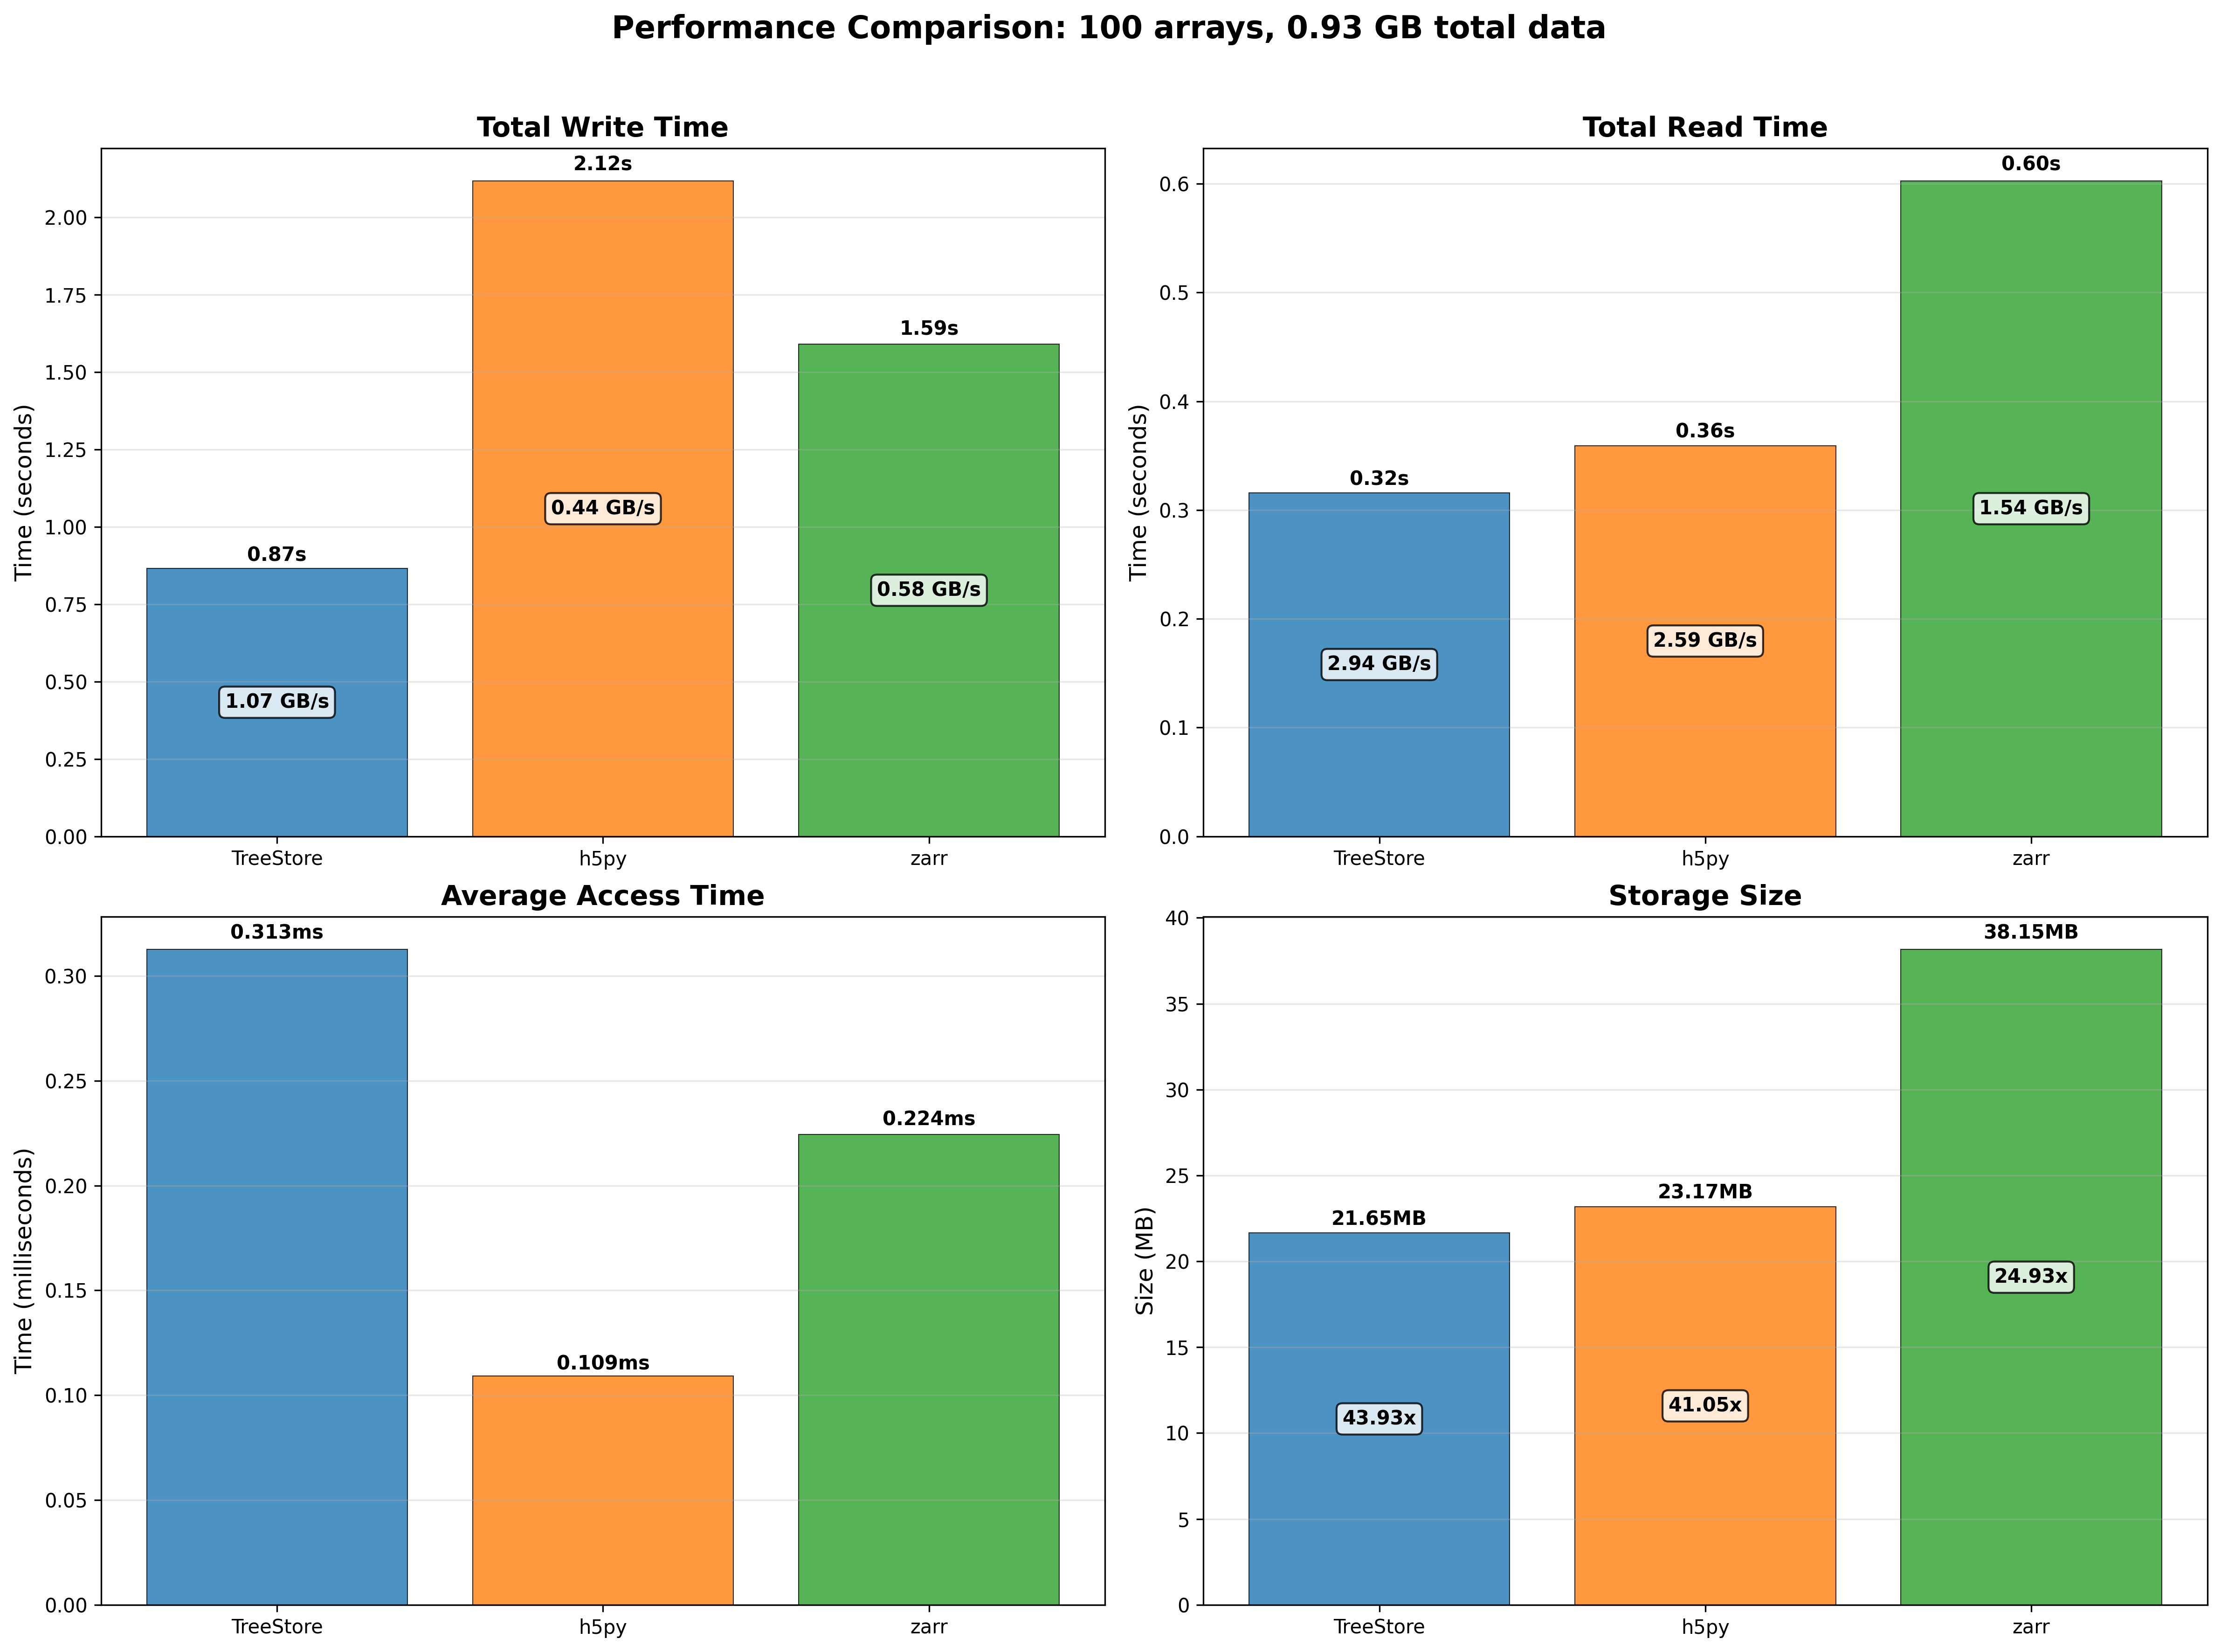 Performance Comparison: 100 arrays, 0.93 GB total data
Total Write Time
Time (seconds)
2.00
1.75
1.50
1.25
1.00
0.75
0.50
0.25
0.00
0.87s
1.07 GB/s
2.12s
0.44 GB/s
1.59s
0.58 GB/s
TreeStore
h5py
zarr
Total Read Time
Time (seconds)
0.6
0.5
0.4
0.3
0.2
0.1
0.0
0.32s
2.94 GB/s
0.36s
2.59 GB/s
0.60s
1.54 GB/s
TreeStore
h5py
zarr
Average Access Time
Time (milliseconds)
0.30
0.25
0.20
0.15
0.10
0.05
0.00
0.313ms
0.109ms
0.224ms
TreeStore
h5py
zarr
Storage Size
Size (MB)
40
35
30
25
20
15
10
5
0
21.65MB
43.93x
23.17MB
41.05x
38.15MB
24.93x
TreeStore
h5py
zarr